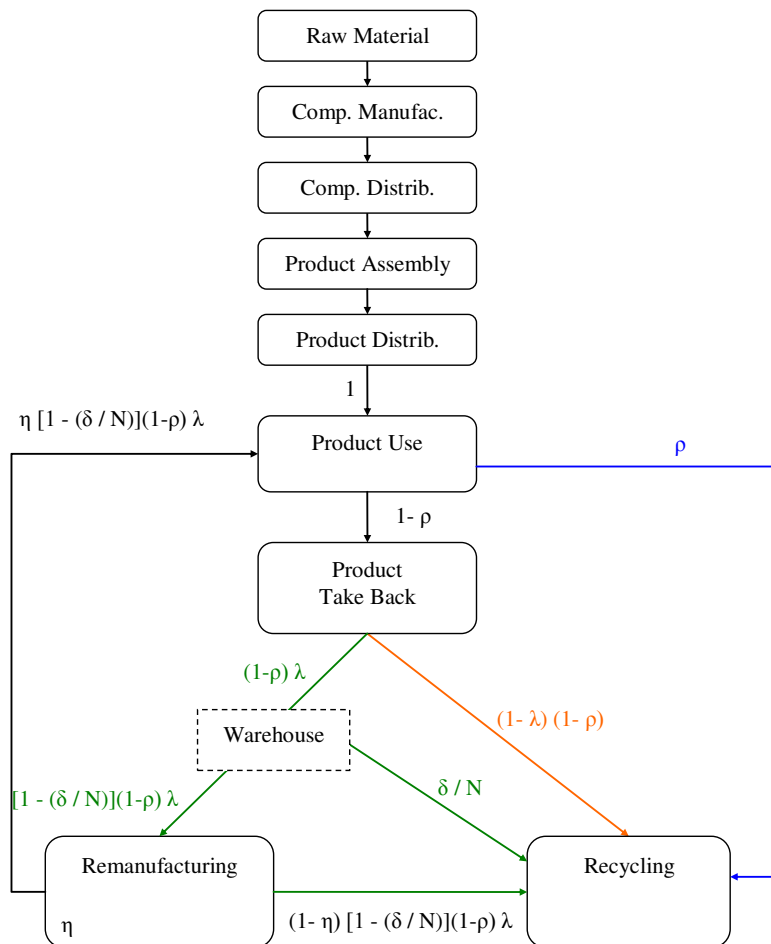 Raw Material
Comp. Manufac.
Comp. Distrib.
Product Assembly
Product Distrib.
1
η [1 - (δ / N)](1-ρ) λ
Product Use
ρ
1- ρ
Product
Take Back
(1-ρ) λ
(1- λ) (1- ρ)
Warehouse
δ / N
[1 - (δ / N)](1-ρ) λ
Remanufacturing
Recycling
η
(1- η) [1 - (δ / N)](1-ρ) λ